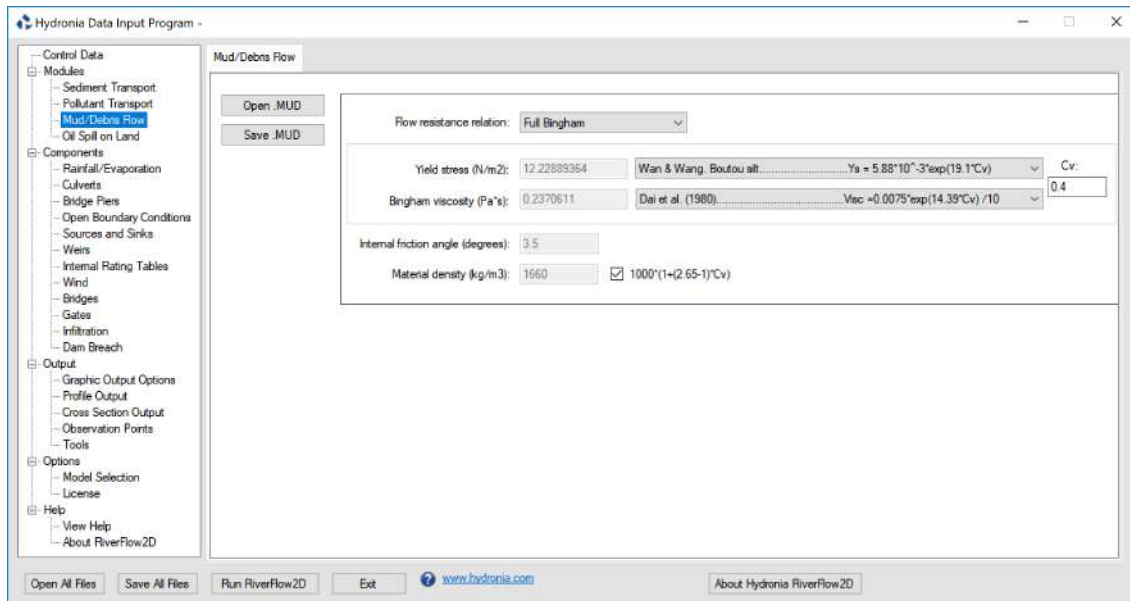 Hydronia Data Input Program -
Control Data
Modules
Sediment Transport
Pollutant Transport
Mud/Debris Flow
Oil Spill on Land
Components
Rainfall/Evaporation
Culverts
Bridge Piers
Open Boundary Conditions
Sources and Sinks
Weirs
Internal Rating Tables
Wind
Bridges
Gates
Infiltration
Dam Breach
Output
Graphic Output Options
Profile Output
Cross Section Output
Observation Points
Tools
Options
Model Selection
License
Help
View Help
About RiverFlow2D
Mud/Debris Flow
Open .MUD
Save .MUD
Flow resistance relation: Full Bingham
Yield stress (N/m2): 12.22889364 Wan & Wang. Boutou silt..............................Ys = 5.88*10^-3*exp(19.1*Cv) Cv:
0.4
Bingham viscosity (Pa*s): 0.2370611 Dai et al. (1980)...........................................Visc =0.0075*exp(14.39*Cv) /10
Internal friction angle (degrees): 3.5
Material density (kg/m3): 1660 1000*(1+(2.65-1)*Cv)
Open All Files Save All Files Run RiverFlow2D Exit www.hydronia.com About Hydronia RiverFlow2D